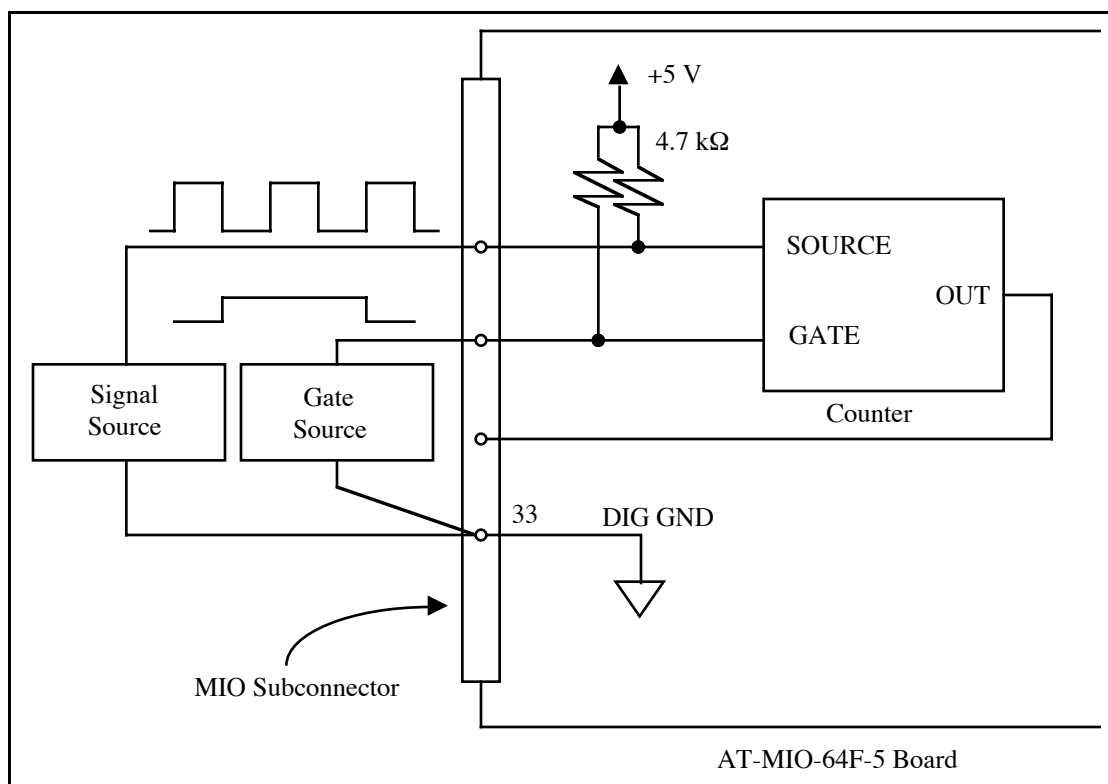 +5 V
4.7 kΩ
SOURCE
OUT
GATE
Signal
Source
Gate
Source
Counter
33
DIG GND
MIO Subconnector
AT-MIO-64F-5 Board